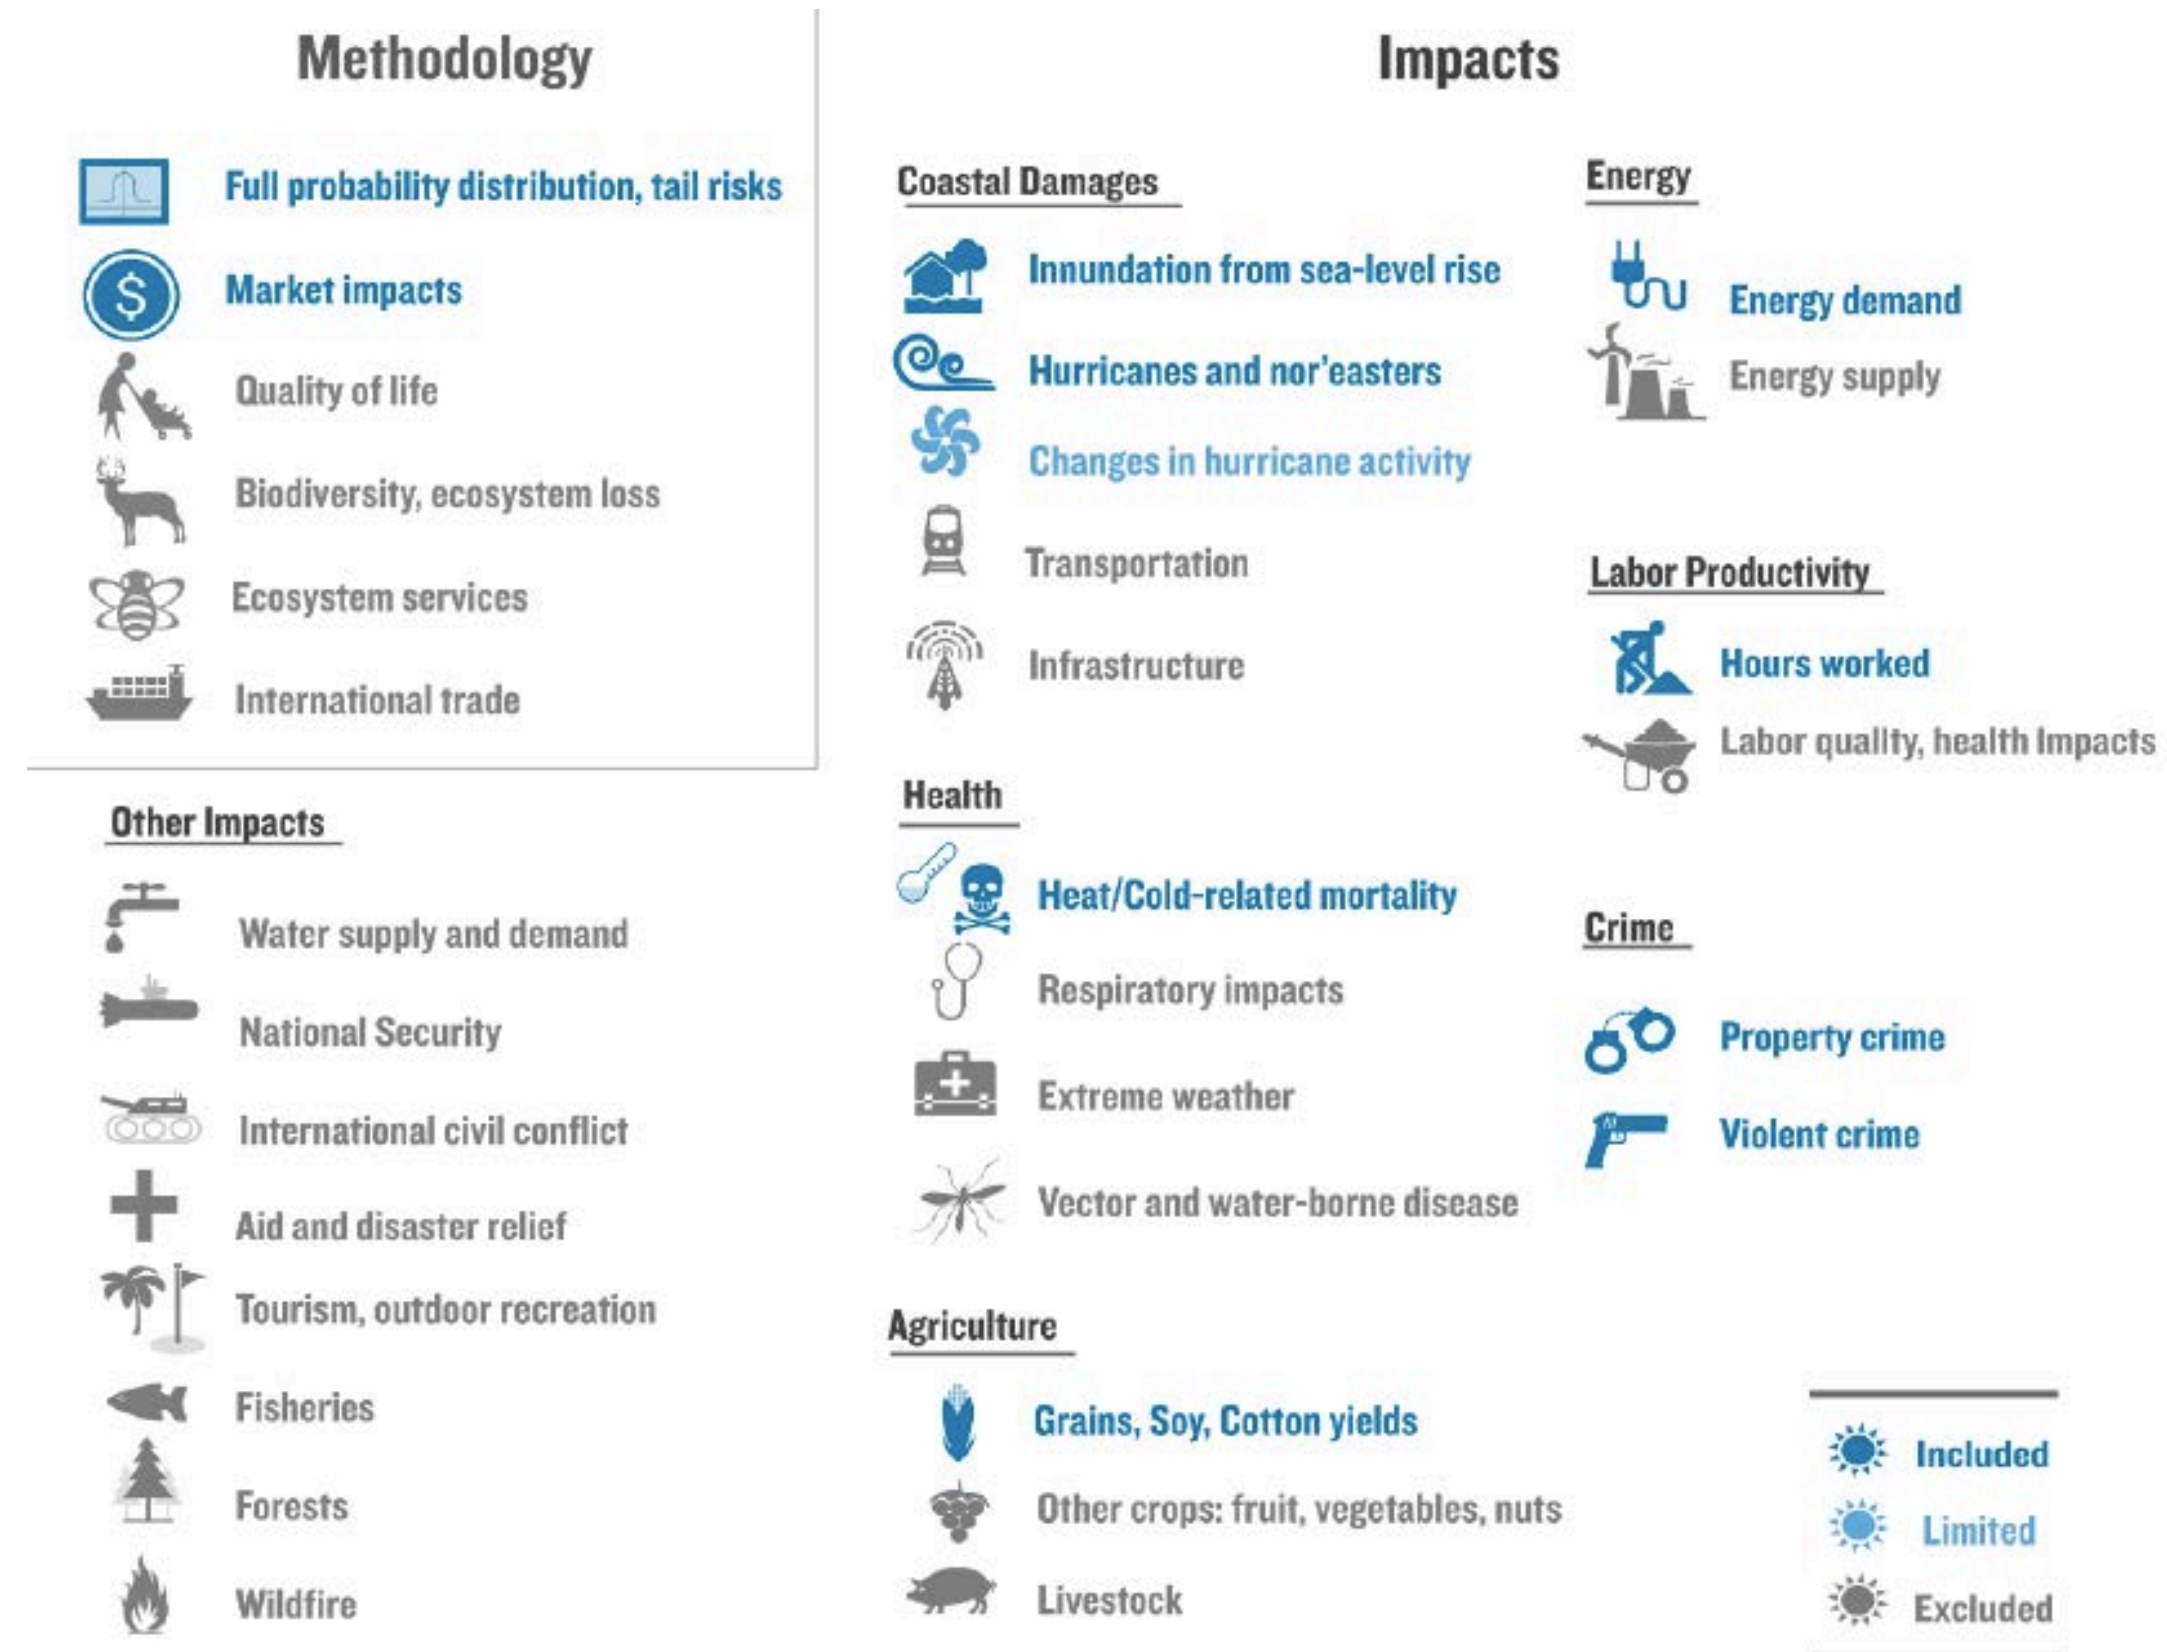 Methodology
Full probability distribution, tail risks
$
Market impacts
Quality of life
Biodiversity, ecosystem loss
Ecosystem services
International trade
Other Impacts
Water supply and demand
National Security
International civil conflict
Aid and disaster relief
Tourism, outdoor recreation
Fisheries
Forests
Wildfire
Impacts
Coastal Damages
Innundation from sea-level rise
Hurricanes and nor'easters
Changes in hurricane activity
Transportation
Infrastructure
Health
Heat/Cold-related mortality
Respiratory impacts
Extreme weather
Vector and water-borne disease
Agriculture
Grains, Soy, Cotton yields
Other crops: fruit, vegetables, nuts
Livestock
Energy
Energy demand
Energy supply
Labor Productivity
Hours worked
Labor quality, health Impacts
Crime
Property crime
Violent crime
Included
Limited
Excluded